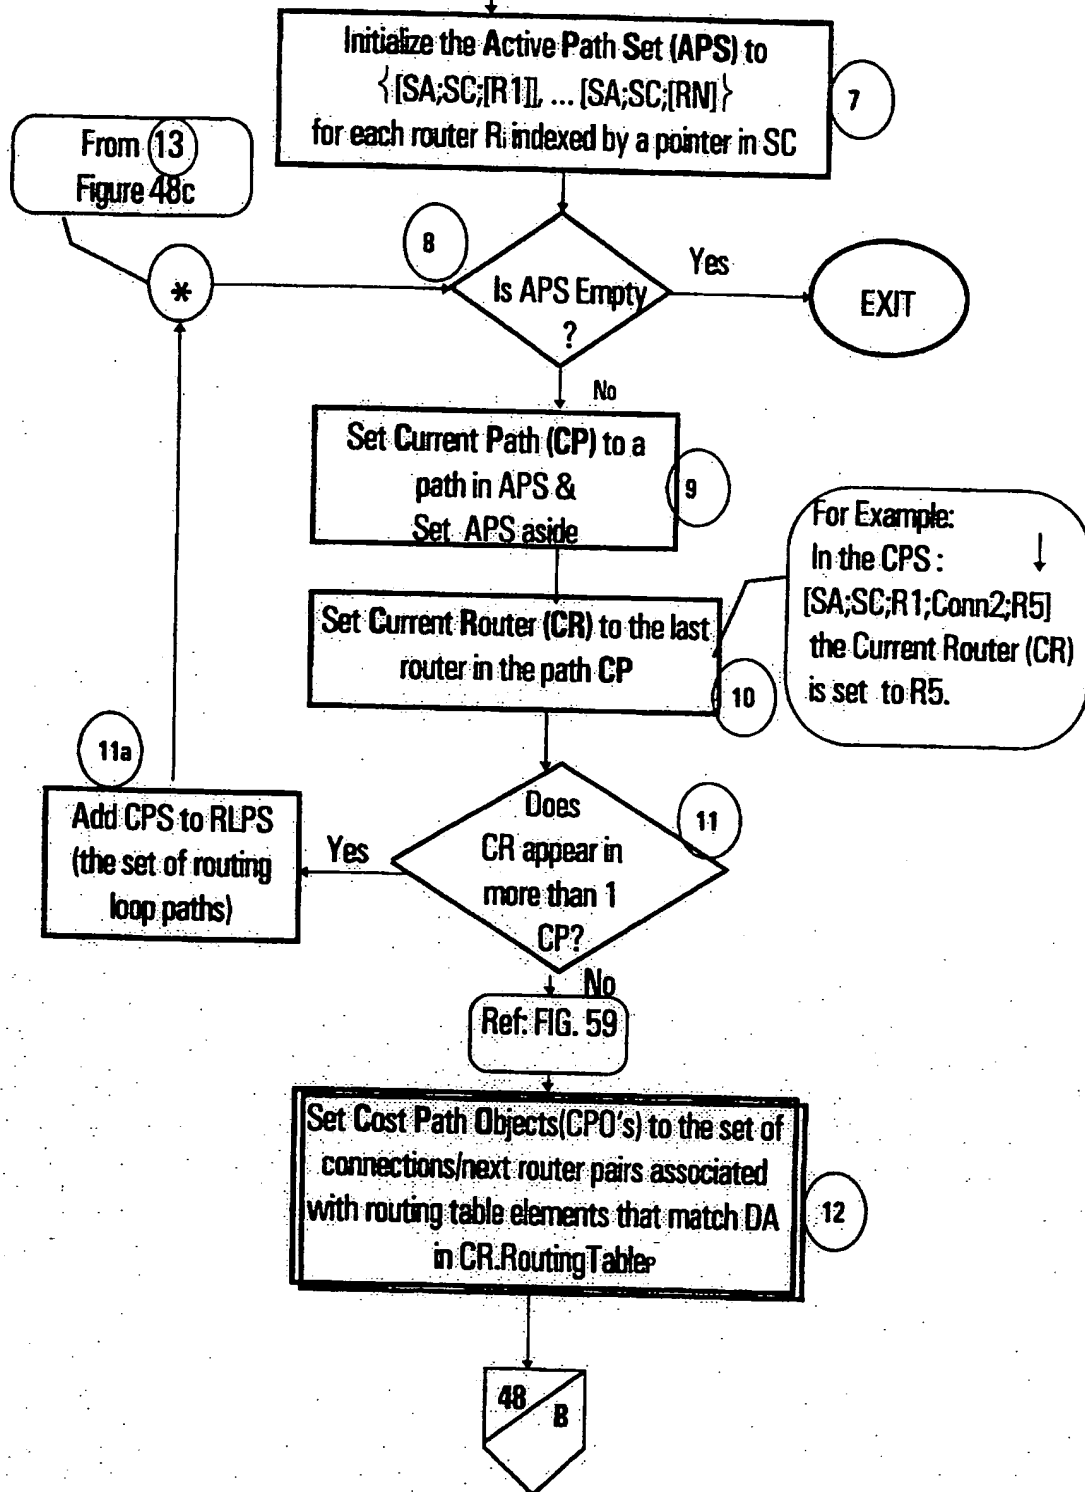 Initialize the Active Path Set (APS) to
{[SA;SC;[R1]], ... [SA;SC;[RN]}
for each router Ri indexed by a pointer in SC
7
From 13
Figure 48c
8
*
Is APS Empty
?
Yes
EXIT
No
Set Current Path (CP) to a
path in APS &
Set APS aside
9
For Example:
In the CPS :
[SA;SC;R1;Conn2;R5]
the Current Router (CR)
is set to R5.
Set Current Router (CR) to the last
router in the path CP
10
11a
Add CPS to RLPS
(the set of routing
loop paths)
Yes
Does
CR appear in
more than 1
CP?
11
No
Ref: FIG. 59
Set Cost Path Objects(CPO's) to the set of
connections/next router pairs associated
with routing table elements that match DA
in CR.RoutingTable
12
48
B